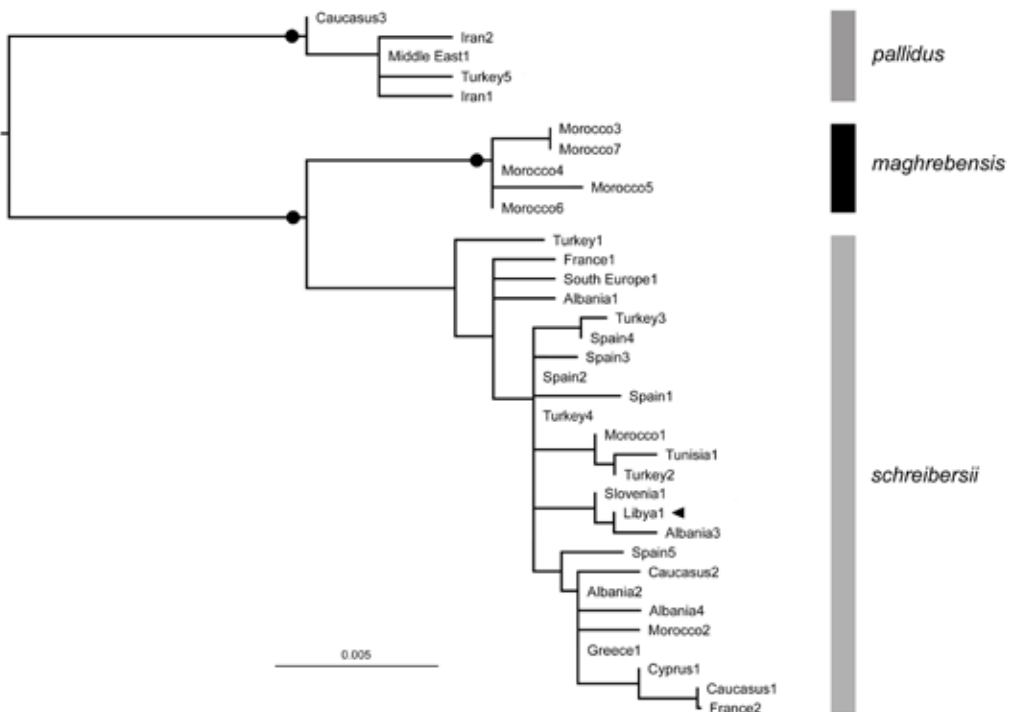 Caucasus3
Iran2
Middle East1
Turkey5
Iran1
pallidus
Morocco3
Morocco7
Morocco4
Morocco5
Morocco6
maghrebensis
Turkey1
France1
South Europe1
Albania1
Turkey3
Spain4
Spain3
Spain2
Spain1
Turkey4
Morocco1
Tunisia1
Turkey2
Slovenia1
Libya1
Albania3
Spain5
Caucasus2
Albania2
Albania4
Morocco2
Greece1
Cyprus1
Caucasus1
France2
schreibersii
0.005